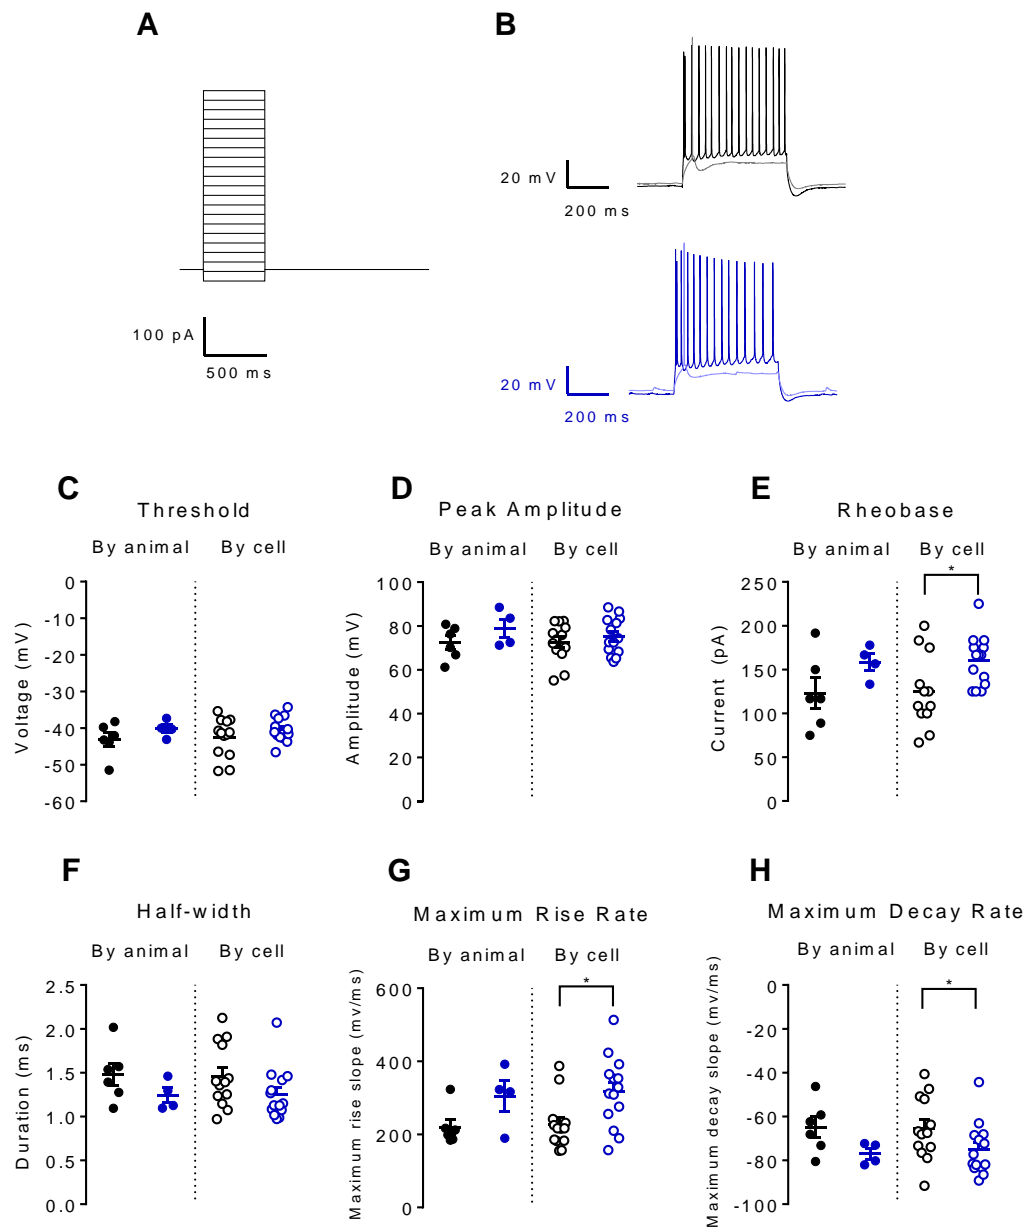 A
B
100 pA
500 ms
20 mV
200 ms
20 mV
200 ms
C
Threshold
By animal
By cell
Voltage (mV)
0
-10
-20
-30
-40
-50
-60
D
Peak Amplitude
By animal
By cell
Amplitude (mV)
100
80
60
40
20
0
E
Rheobase
By animal
By cell
*
Current (pA)
250
200
150
100
50
0
F
Half-width
By animal
By cell
Duration (ms)
2.5
2.0
1.5
1.0
0.5
0.0
G
Maximum Rise Rate
By animal
By cell
*
Maximum rise slope (mv/ms)
600
400
200
0
H
Maximum Decay Rate
By animal
By cell
*
Maximum decay slope (mv/ms)
0
-20
-40
-60
-80
-100